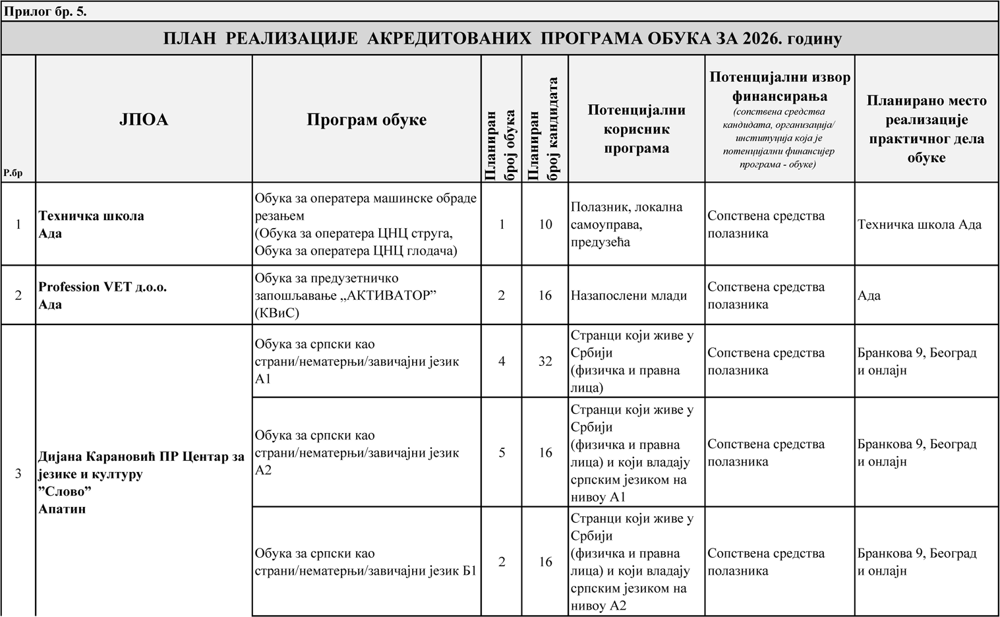 Прилог бр. 5.
ПЛАН РЕАЛИЗАЦИЈЕ АКРЕДИТОВАНИХ ПРОГРАМА ОБУКА ЗА 2026. годину
Р.бр
ЈПОА
Програм обуке
Планиран
број обука
Планиран
број кандидата
Потенцијални
корисник
програма
Потенцијални извор
финансирања
(сопствена средства
кандидата, организација/
институција која је
потенцијални финансијер
програма - обуке)
Планирано место
реализације
практичног дела
обуке
1
Техничка школа
Ада
Обука за оператера машинске обраде
резањем
(Обука за оператера ЦНЦ струга,
Обука за оператера ЦНЦ глодача)
1
10
Полазник, локална
самоуправа,
предузећа
Сопствена средства
полазника
Техничка школа Ада
2
Profession VET д.о.о.
Ада
Обука за предузетничко
запошљавање „АКТИВАТОР”
(КВиС)
2
16
Назапослени млади
Сопствена средства
полазника
Ада
3
Дијана Карановић ПР Центар за
језике и културу
”Слово”
Апатин
Обука за српски као
страни/нематерњи/завичајни језик
А1
4
32
Странци који живе у
Србији
(физичка и правна
лица)
Сопствена средства
полазника
Бранкова 9, Београд
и онлајн
Обука за српски као
страни/нематерњи/завичајни језик
А2
5
16
Странци који живе у
Србији
(физичка и правна
лица) и који владају
српским језиком на
нивоу А1
Сопствена средства
полазника
Бранкова 9, Београд
и онлајн
Обука за српски као
страни/нематерњи/завичајни језик Б1
2
16
Странци који живе у
Србији
(физичка и правна
лица) и који владају
српским језиком на
нивоу А2
Сопствена средства
полазника
Бранкова 9, Београд
и онлајн